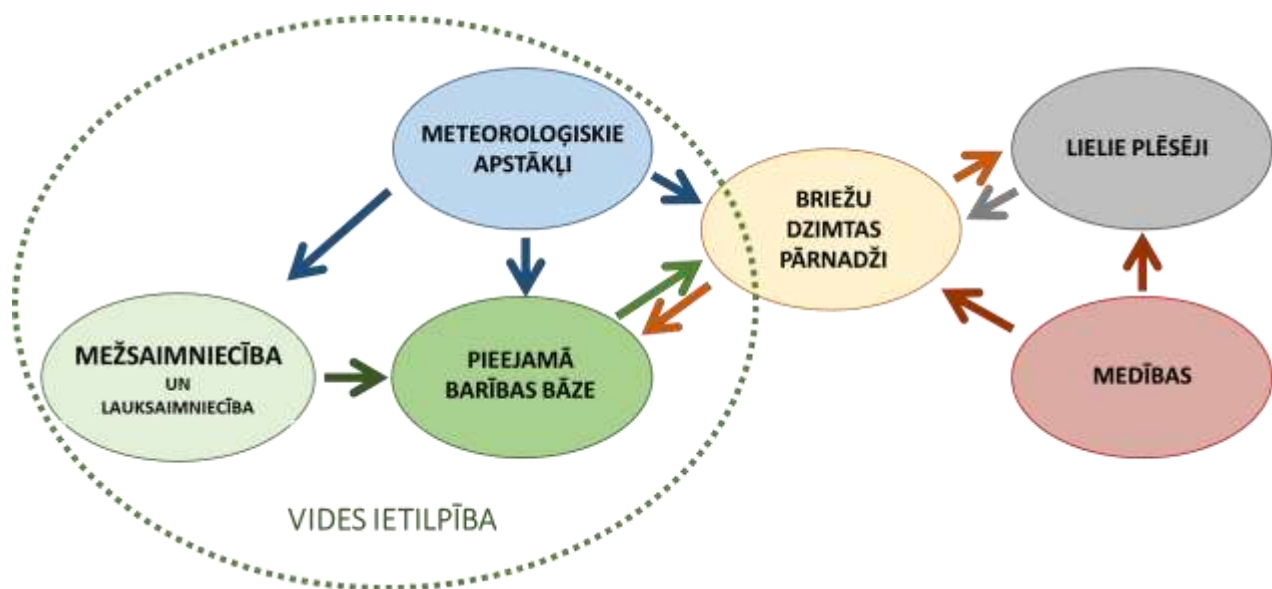 METEOROLOĢISKIE
APSTĀKĻI
LIELIE PLĒSĒJI
BRIEŽU
DZIMTAS
PĀRNADŽI
MEŽSAIMNIECĪBA
UN
LAUKSAIMNIECĪBA
PIEEJAMĀ
BARĪBAS BĀZE
MEDĪBAS
VIDES IETILPĪBA